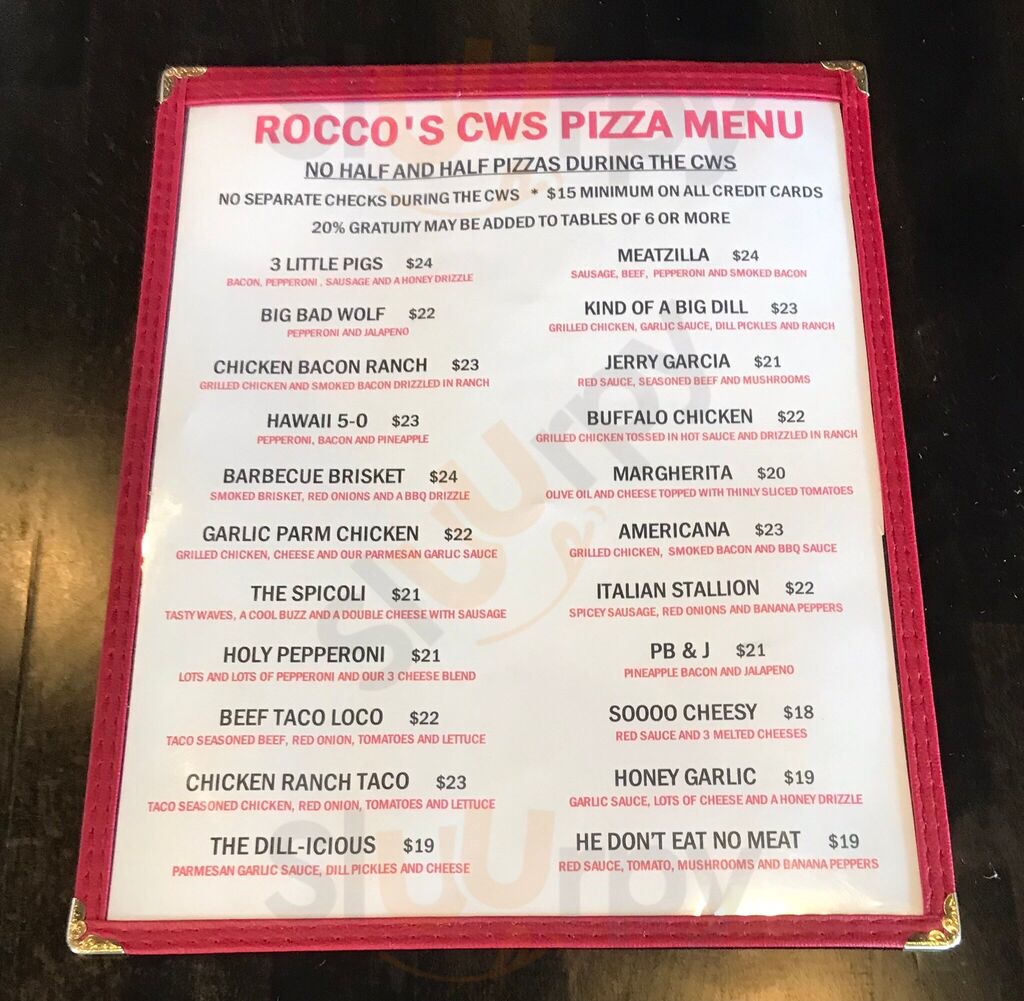 ROCCO'S CWS PIZZA MENU
NO HALF AND HALF PIZZAS DURING THE CWS
NO SEPARATE CHECKS DURING THE CWS * $15 MINIMUM ON ALL CREDIT CARDS
20% GRATUITY MAY BE ADDED TO TABLES OF 6 OR MORE
3 LITTLE PIGS $24
BACON, PEPPERONI, SAUSAGE AND A HONEY DRIZZLE
BIG BAD WOLF $22
PEPPERONI AND JALAPENO
CHICKEN BACON RANCH $23
GRILLED CHICKEN AND SMOKED BACON DRIZZLED IN RANCH
HAWAII 5-0 $23
PEPPERONI, BACON AND PINEAPPLE
BARBECUE BRISKET $24
SMOKED BRISKET, RED ONIONS AND A BBQ DRIZZLE
GARLIC PARM CHICKEN $22
GRILLED CHICKEN, CHEESE AND OUR PARMESAN GARLIC SAUCE
THE SPICOLI $21
TASTY WAVES, A COOL BUZZ AND A DOUBLE CHEESE WITH SAUSAGE
HOLY PEPPERONI $21
LOTS AND LOTS OF PEPPERONI AND OUR 3 CHEESE BLEND
BEEF TACO LOCO $22
TACO SEASONED BEEF, RED ONION, TOMATOES AND LETTUCE
CHICKEN RANCH TACO $23
TACO SEASONED CHICKEN, RED ONION, TOMATOES AND LETTUCE
THE DILL-ICIOUS $19
PARMESAN GARLIC SAUCE, DILL PICKLES AND CHEESE
MEATZILLA $24
SAUSAGE, BEEF, PEPPERONI AND SMOKED BACON
KIND OF A BIG DILL $23
GRILLED CHICKEN, GARLIC SAUCE, DILL PICKLES AND RANCH
JERRY GARCIA $21
RED SAUCE, SEASONED BEEF AND MUSHROOMS
BUFFALO CHICKEN $22
GRILLED CHICKEN TOSSED IN HOT SAUCE AND DRIZZLED IN RANCH
MARGHERITA $20
OLIVE OIL AND CHEESE TOPPED WITH THINLY SLICED TOMATOES
AMERICANA $23
GRILLED CHICKEN, SMOKED BACON AND BBQ SAUCE
ITALIAN STALLION $22
SPICEY SAUSAGE, RED ONIONS AND BANANA PEPPERS
PB & J $21
PINEAPPLE BACON AND JALAPENO
SOOOO CHEESY $18
RED SAUCE AND 3 MELTED CHEESES
HONEY GARLIC $19
GARLIC SAUCE, LOTS OF CHEESE AND A HONEY DRIZZLE
HE DON'T EAT NO MEAT $19
RED SAUCE, TOMATO, MUSHROOMS AND BANANA PEPPERS
sluurpy
sluurpy
sluurpy